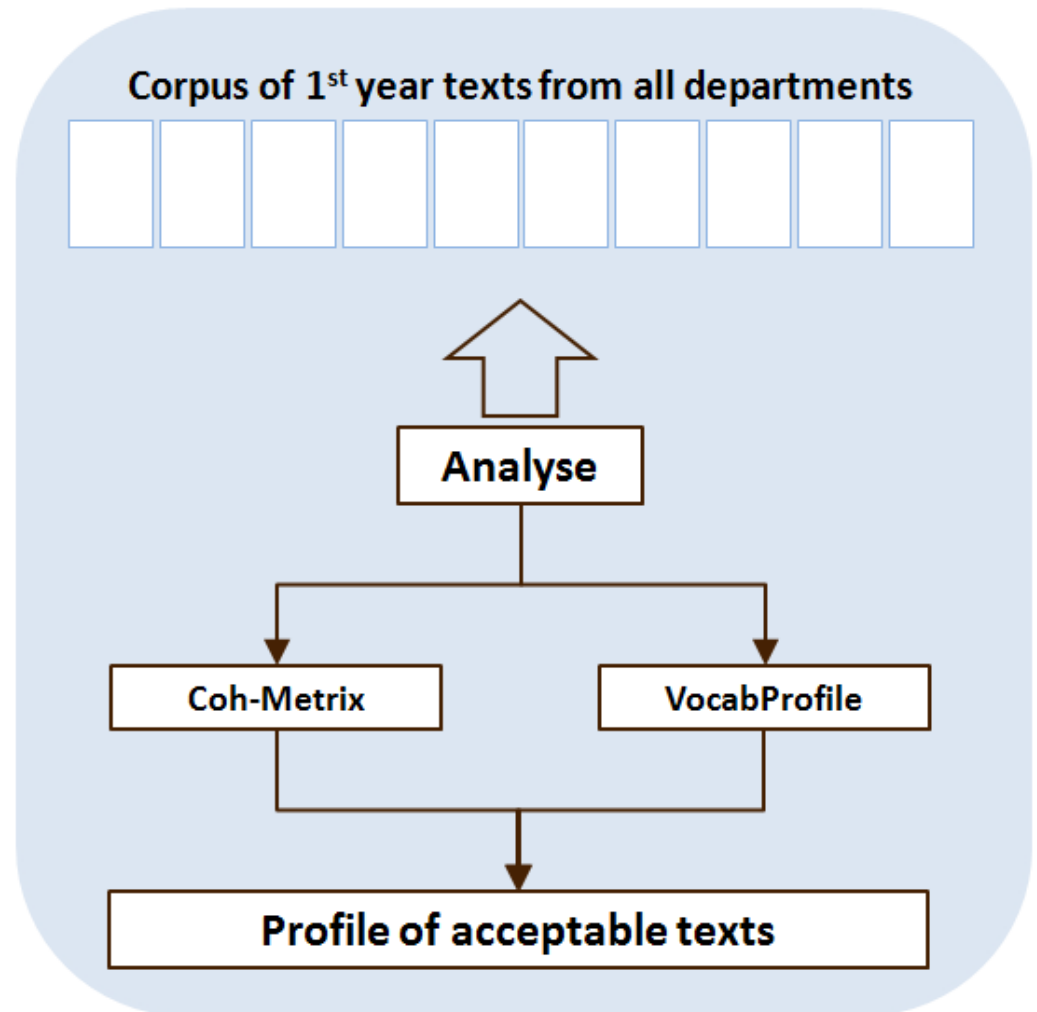 Corpus of 1st year texts from all departments
Analyse
Coh-Metrix
VocabProfile
Profile of acceptable texts